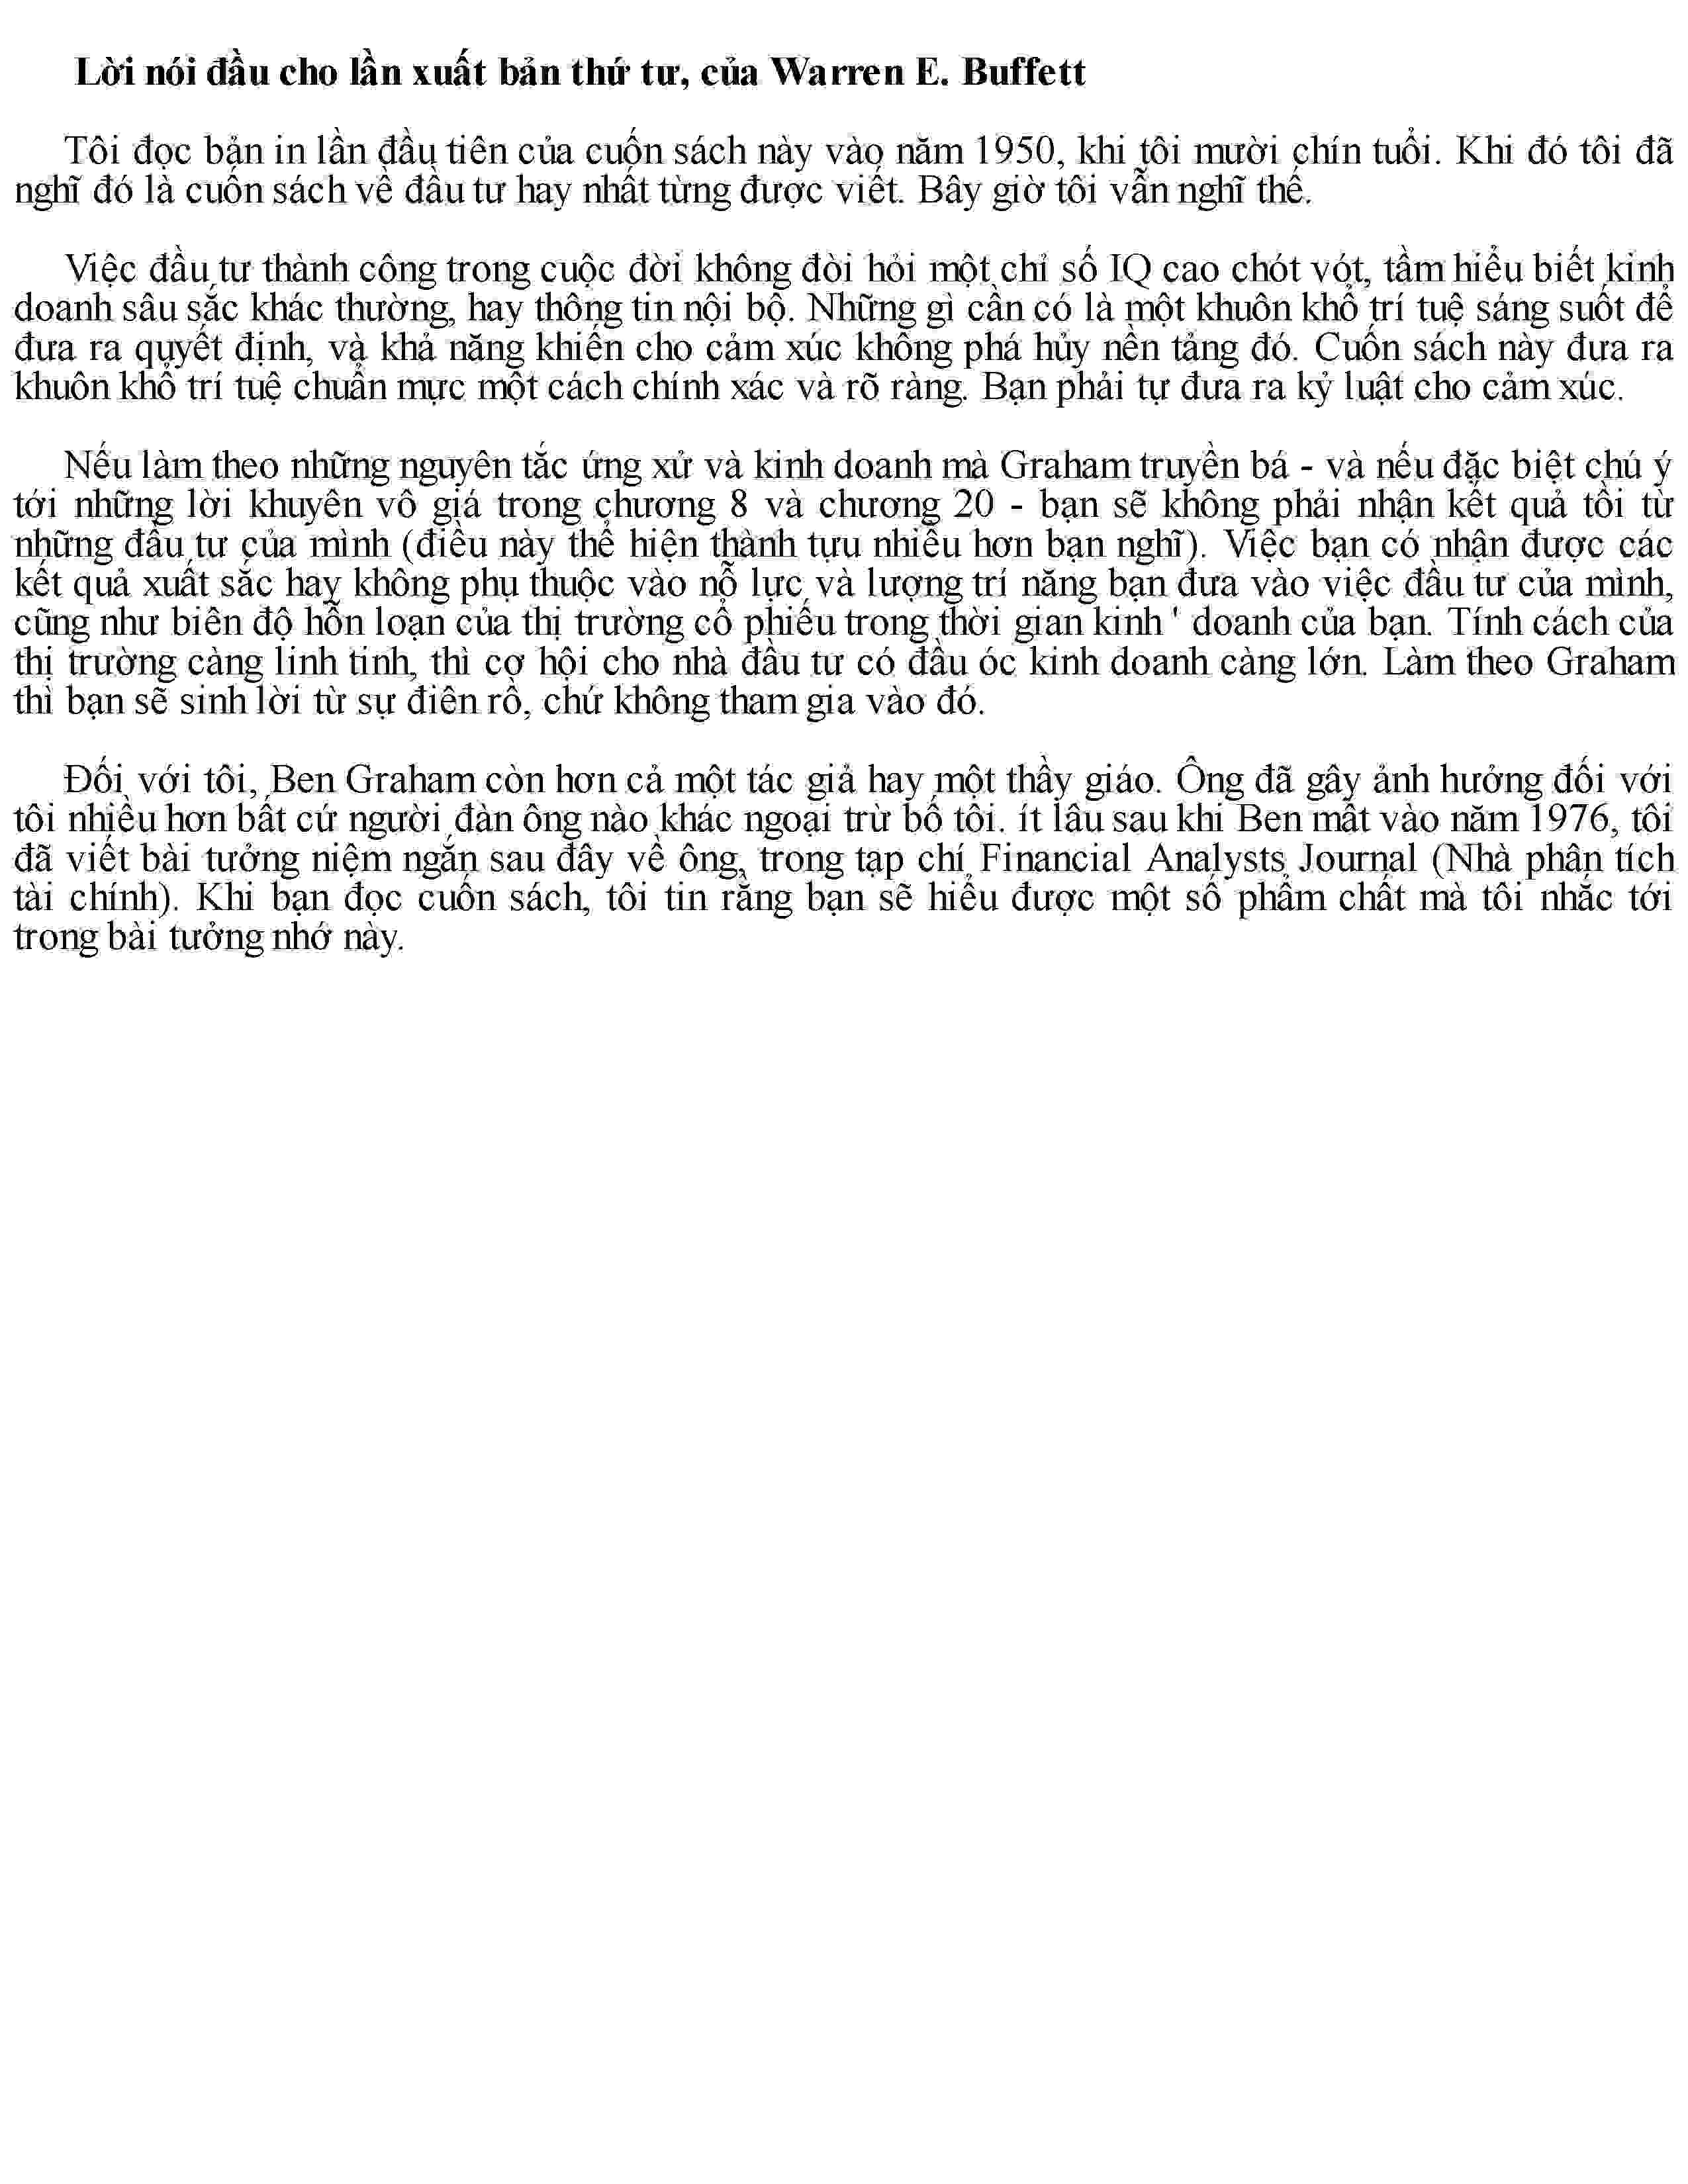 Lời nói đầu cho lần xuất bản thứ tư, của Warren E. Buffett
Tôi đọc bản in lần đầu tiên của cuốn sách này vào năm 1950, khi tôi mười chín tuổi. Khi đó tôi đã
nghĩ đó là cuốn sách về đầu tư hay nhất từng được viết. Bây giờ tôi vẫn nghĩ thế.
Việc đầu tư thành công trong cuộc đời không đòi hỏi một chỉ số IQ cao chót vót, tầm hiểu biết kinh
doanh sâu sắc khác thường, hay thông tin nội bộ. Những gì cần có là một khuôn khổ trí tuệ sáng suốt để
đưa ra quyết định, và khả năng khiến cho cảm xúc không phá hủy nền tảng đó. Cuốn sách này đưa ra
khuôn khổ trí tuệ chuẩn mực một cách chính xác và rõ ràng. Bạn phải tự đưa ra kỷ luật cho cảm xúc.
Nếu làm theo những nguyên tắc ứng xử và kinh doanh mà Graham truyền bá - và nếu đặc biệt chú ý
tới những lời khuyên vô giá trong chương 8 và chương 20 - bạn sẽ không phải nhận kết quả tồi từ
những đầu tư của mình (điều này thể hiện thành tựu nhiều hơn bạn nghĩ). Việc bạn có nhận được các
kết quả xuất sắc hay không phụ thuộc vào nỗ lực và lượng trí năng bạn đưa vào việc đầu tư của mình,
cũng như biên độ hỗn loạn của thị trường cổ phiếu trong thời gian kinh ' doanh của bạn. Tính cách của
thị trường càng linh tinh, thì cơ hội cho nhà đầu tư có đầu óc kinh doanh càng lớn. Làm theo Graham
thì bạn sẽ sinh lời từ sự điên rồ, chứ không tham gia vào đó.
Đối với tôi, Ben Graham còn hơn cả một tác giả hay một thầy giáo. Ông đã gây ảnh hưởng đối với
tôi nhiều hơn bất cứ người đàn ông nào khác ngoại trừ bố tôi. ít lâu sau khi Ben mất vào năm 1976, tôi
đã viết bài tưởng niệm ngắn sau đây về ông, trong tạp chí Financial Analysts Journal (Nhà phân tích
tài chính). Khi bạn đọc cuốn sách, tôi tin rằng bạn sẽ hiểu được một số phẩm chất mà tôi nhắc tới
trong bài tưởng nhớ này.